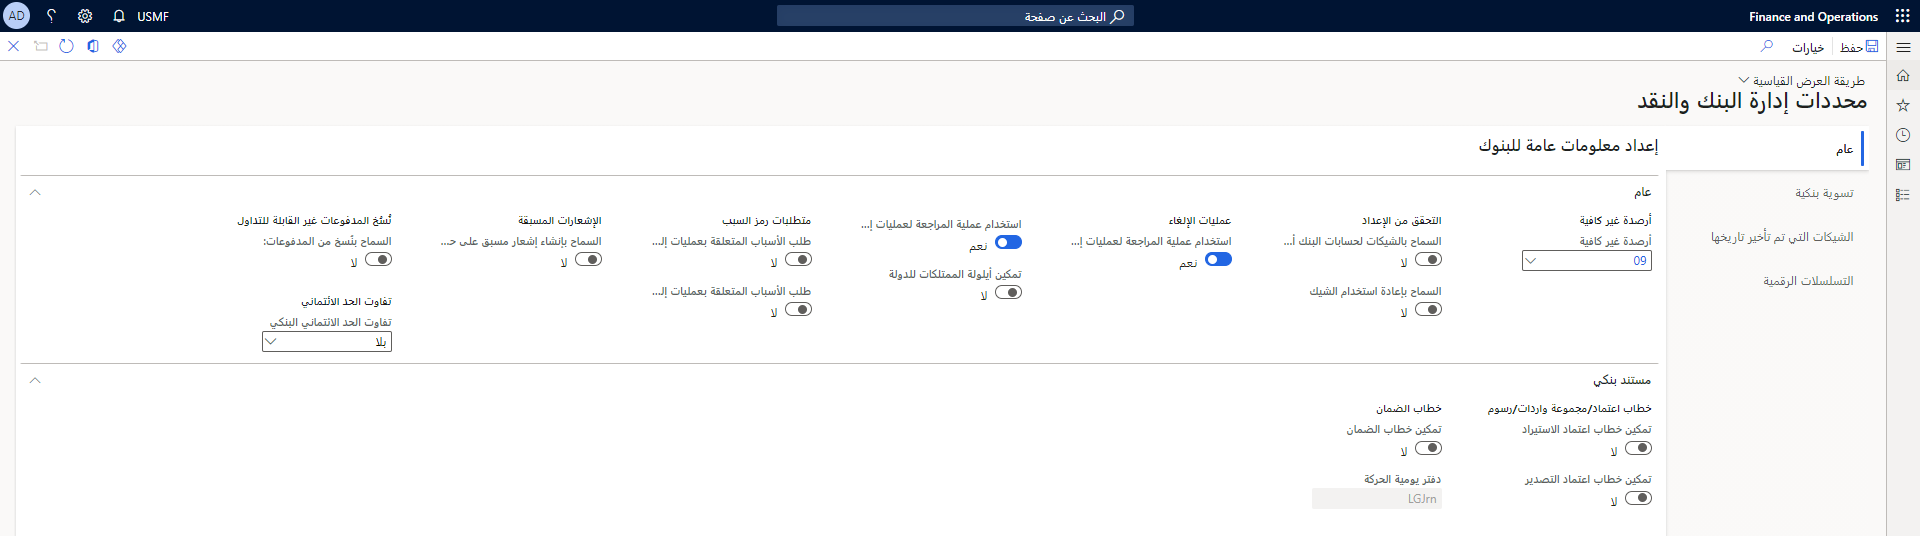 Finance and Operations
البحث عن صفحة
USMF
؟
AD
حفظ
خيارات
طريقة العرض القياسية
محددات إدارة البنك والنقد
عام
تسوية بنكية
الشيكات التي تم تأخير تاريخها
التسلسلات الرقمية
إعداد معلومات عامة للبنوك
عام
أرصدة غير كافية
أرصدة غير كافية
09
التحقق من الإعداد
السماح بالشيكات لحسابات البنك أ...
لا
السماح بإعادة استخدام الشيك
لا
عمليات الإلغاء
استخدام عملية المراجعة لعمليات إ...
نعم
استخدام عملية المراجعة لعمليات إ...
نعم
تمكين أيلولة الممتلكات للدولة
لا
متطلبات رمز السبب
طلب الأسباب المتعلقة بعمليات إل...
لا
طلب الأسباب المتعلقة بعمليات إل...
لا
الإشعارات المسبقة
السماح بإنشاء إشعار مسبق على ح...
لا
نُسخ المدفوعات غير القابلة للتداول
السماح بنُسخ من المدفوعات:
لا
تفاوت الحد الائتماني
تفاوت الحد الائتماني البنكي
بلا
مستند بنكي
خطاب اعتماد/مجموعة واردات/رسوم
تمكين خطاب اعتماد الاستيراد
لا
تمكين خطاب اعتماد التصدير
لا
خطاب الضمان
تمكين خطاب الضمان
لا
دفتر يومية الحركة
LGJrn